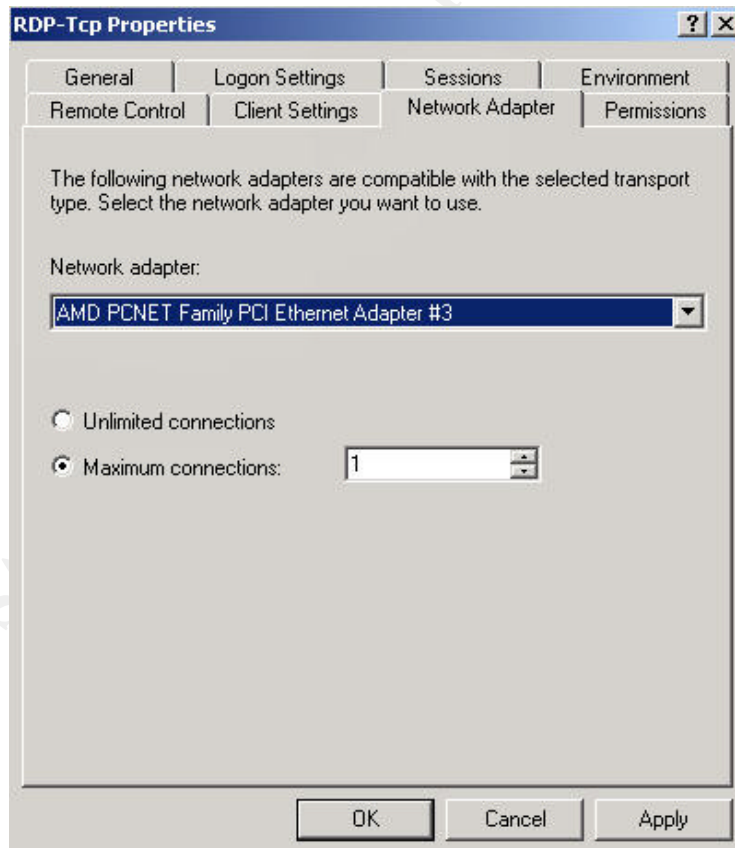 RDP-Tcp Properties
General Logon Settings Sessions Environment
Remote Control Client Settings Network Adapter Permissions
The following network adapters are compatible with the selected transport
type. Select the network adapter you want to use.
Network adapter:
AMD PCNET Family PCI Ethernet Adapter #3
Unlimited connections
Maximum connections: 1
OK Cancel Apply